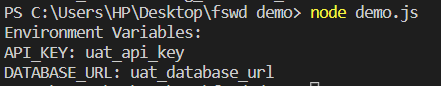 PS C:\Users\HP\Desktop\fswd demo> node demo.js
Environment Variables:
API_KEY: uat_api_key
DATABASE_URL: uat_database_url